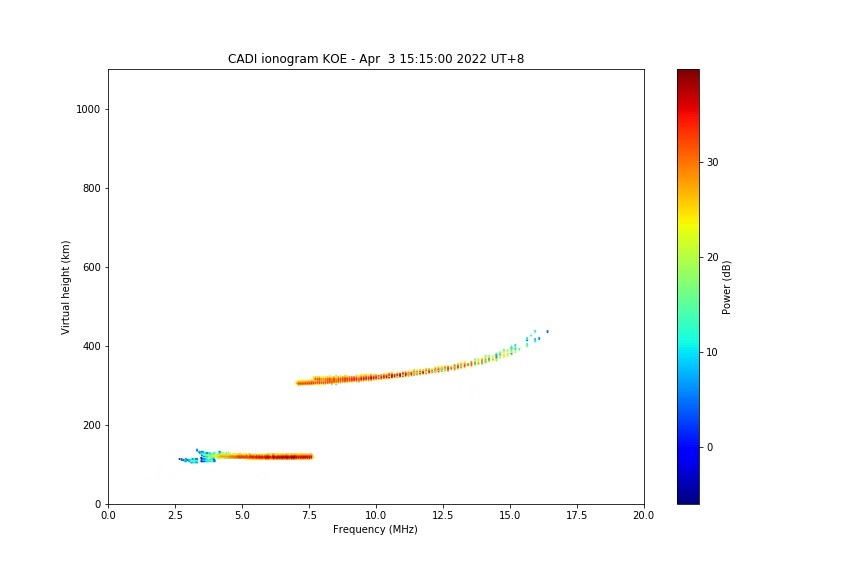 CADI ionogram KOE - Apr  3 15:15:00 2022 UT+8
1000
800
600
400
200
0
Virtual height (km)
0.0 2.5 5.0 7.5 10.0 12.5 15.0 17.5 20.0
Frequency (MHz)
30
20
10
0
Power (dB)